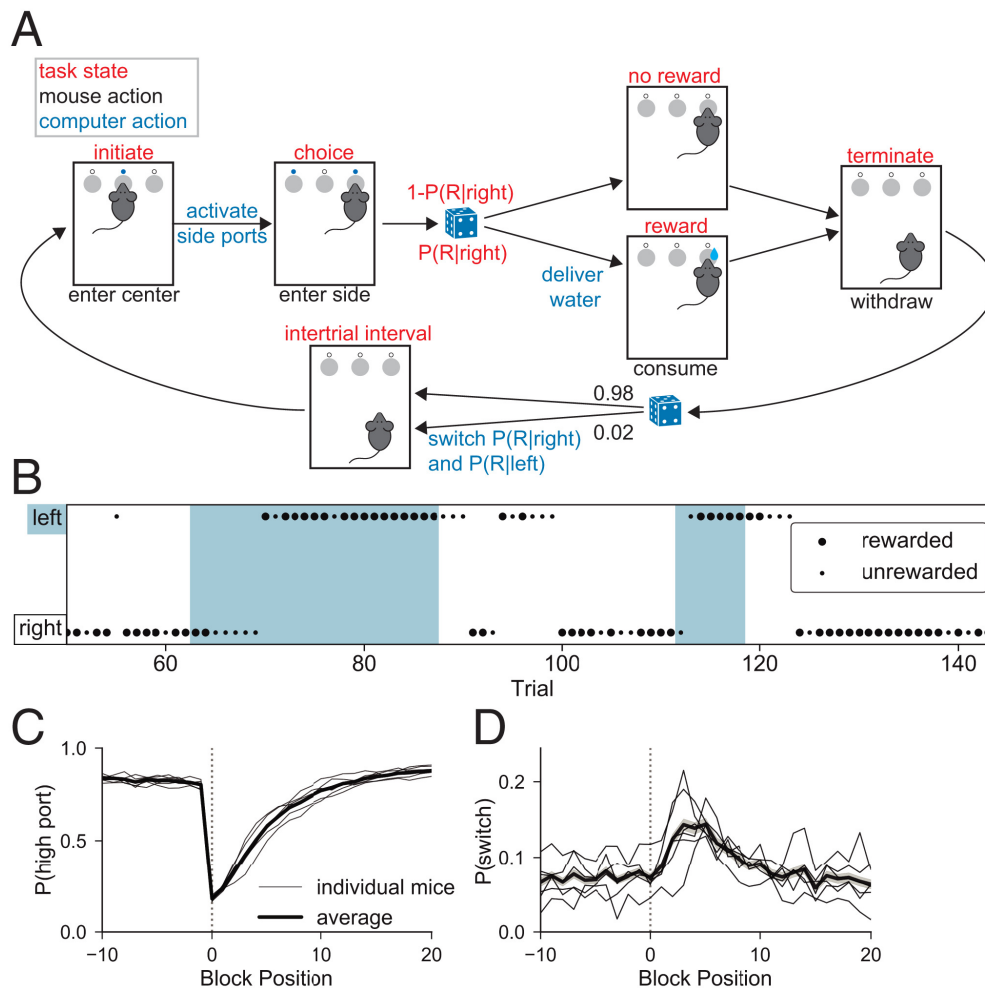 A
task state
mouse action
computer action
initiate
enter center
activate
side ports
choice
enter side
1-P(R|right)
P(R|right)
no reward
reward
deliver
water
consume
terminate
withdraw
intertrial interval
0.98
0.02
switch P(R|right)
and P(R|left)
B
left
right
rewarded
unrewarded
60 80 100 120 140
Trial
C
P(high port)
1.0
0.5
0.0
individual mice
average
−10 0 10 20
Block Position
D
P(switch)
0.2
0.1
0.0
−10 0 10 20
Block Position